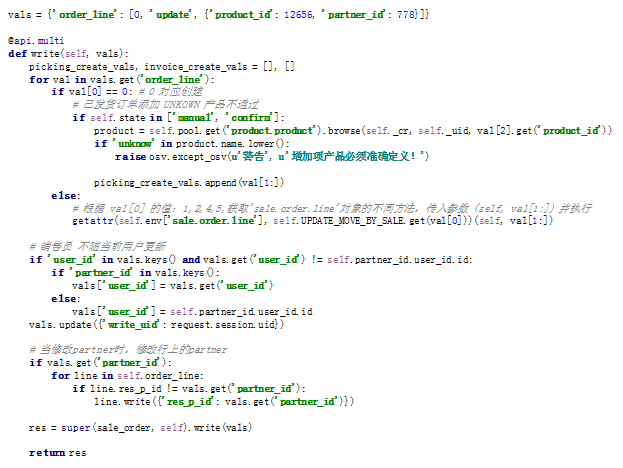 vals = {'order_line': [0, 'update', {'product_id': 12656, 'partner_id': 778}]}
@api.multi
def write(self, vals):
picking_create_vals, invoice_create_vals = [], []
for val in vals.get('order_line'):
if val[0] == 0: # 0 对应创建
# 已发货订单添加 UNKOWN 产品不通过
if self.state in ['manual', 'confirm']:
product = self.pool.get('product.product').browse(self._cr, self._uid, val[2].get('product_id'))
if 'unknow' in product.name.lower():
raise osv.except_osv(u'警告', u'增加项产品必须准确定义！')
picking_create_vals.append(val[1:])
else:
# 根据 val[0] 的值：1,2,4,5,获取'sale.order.line'对象的不同方法，传入参数 (self, val[1:]) 并执行
getattr(self.env['sale.order.line'], self.UPDATE_MOVE_BY_SALE.get(val[0]))(self, val[1:])
# 销售员 不随当前用户更新
if 'user_id' in vals.keys() and vals.get('user_id') != self.partner_id.user_id.id:
if 'partner_id' in vals.keys():
vals['user_id'] = vals.get('user_id')
else:
vals['user_id'] = self.partner_id.user_id.id
vals.update({'write_uid': request.session.uid})
# 当修改partner时，修改行上的partner
if vals.get('partner_id'):
for line in self.order_line:
if line.res_p_id != vals.get('partner_id'):
line.write({'res_p_id': vals.get('partner_id')})
res = super(sale_order, self).write(vals)
return res